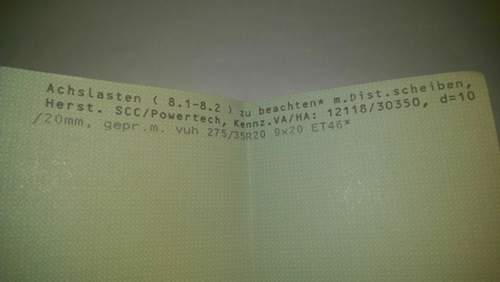 Achslasten ( 8.1-8.2 ) zu beachten* m.Dist.scheiben,
Herst. SCC/Powertech, Kennz.VA/HA: 12118/30350, d=10
/20mm, gepr.m. vuh 275/35R20 9x20 ET46*